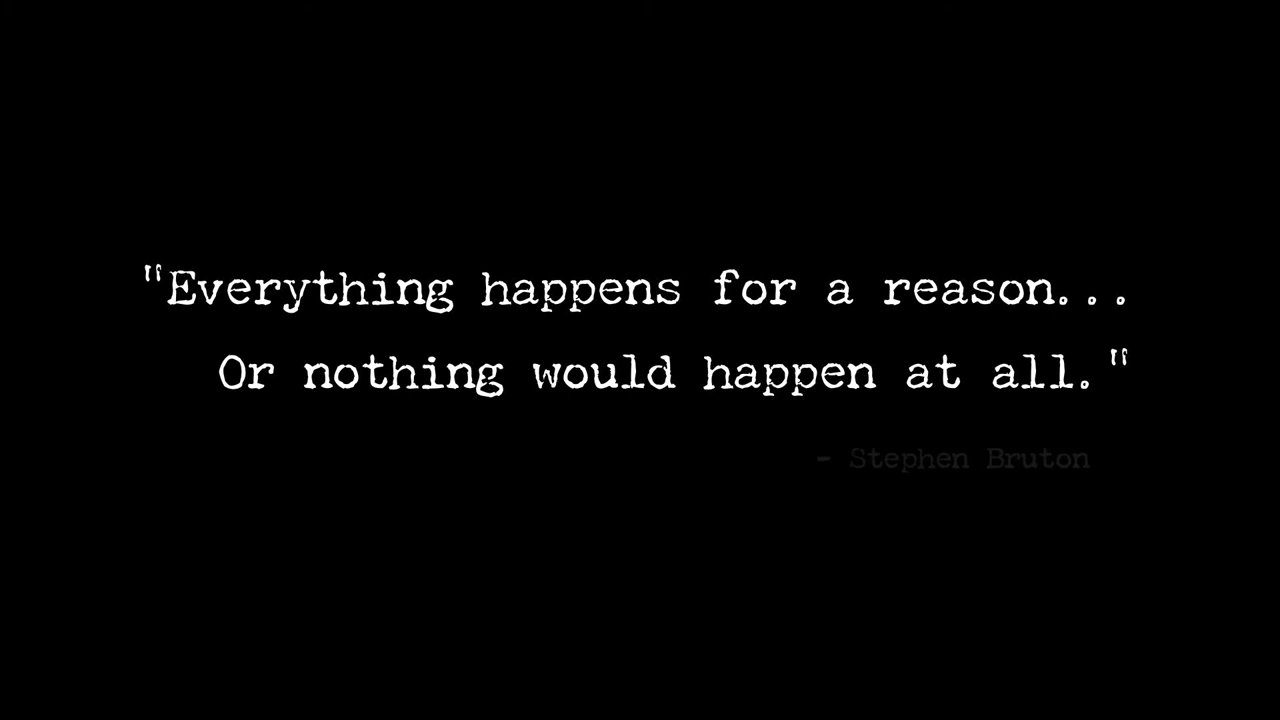 "Everything happens for a reason...
Or nothing would happen at all."
- Stephen Bruton